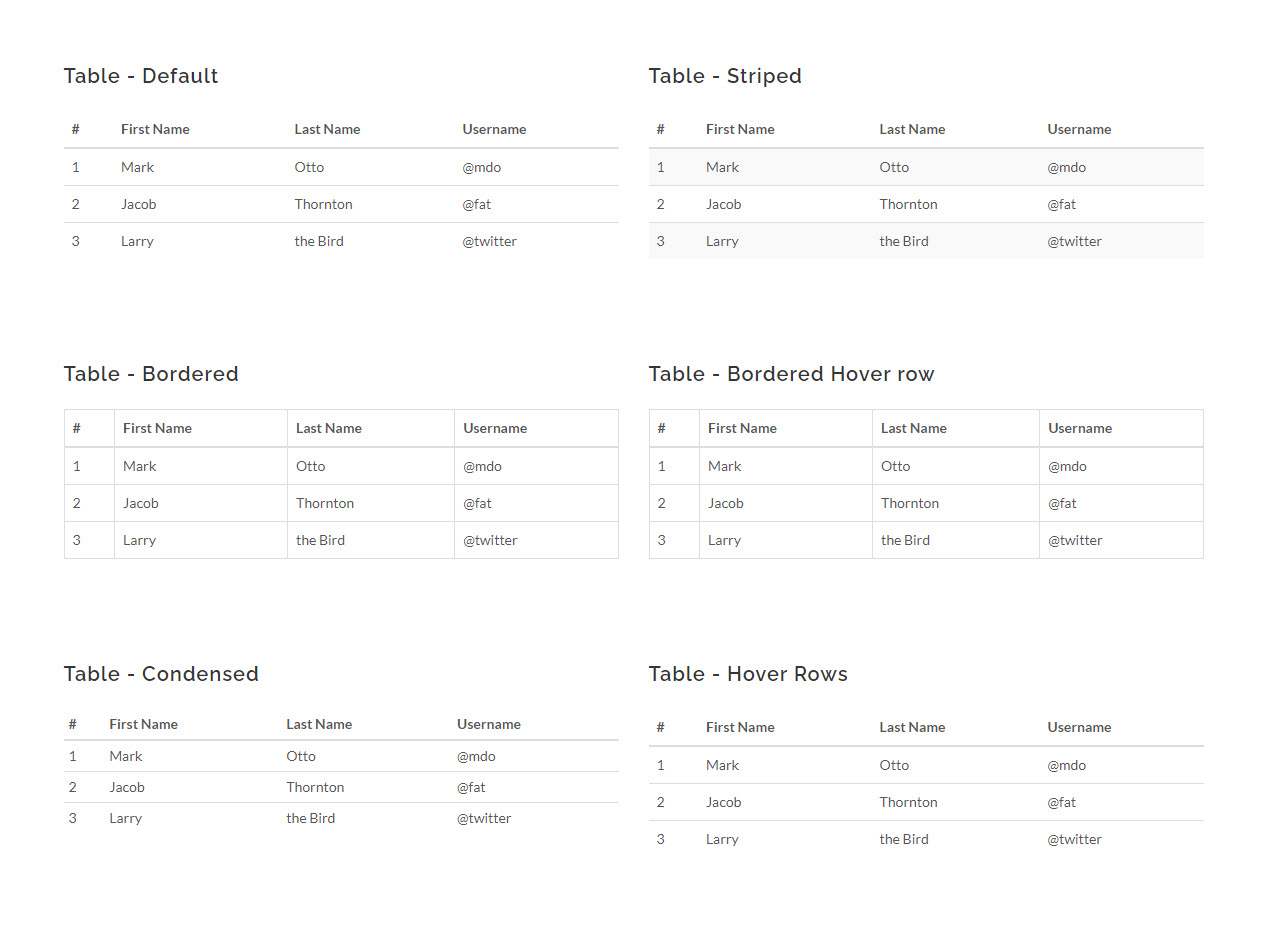 Table - Default
# First Name Last Name Username
1 Mark Otto @mdo
2 Jacob Thornton @fat
3 Larry the Bird @twitter
Table - Striped
# First Name Last Name Username
1 Mark Otto @mdo
2 Jacob Thornton @fat
3 Larry the Bird @twitter
Table - Bordered
# First Name Last Name Username
1 Mark Otto @mdo
2 Jacob Thornton @fat
3 Larry the Bird @twitter
Table - Bordered Hover row
# First Name Last Name Username
1 Mark Otto @mdo
2 Jacob Thornton @fat
3 Larry the Bird @twitter
Table - Condensed
# First Name Last Name Username
1 Mark Otto @mdo
2 Jacob Thornton @fat
3 Larry the Bird @twitter
Table - Hover Rows
# First Name Last Name Username
1 Mark Otto @mdo
2 Jacob Thornton @fat
3 Larry the Bird @twitter